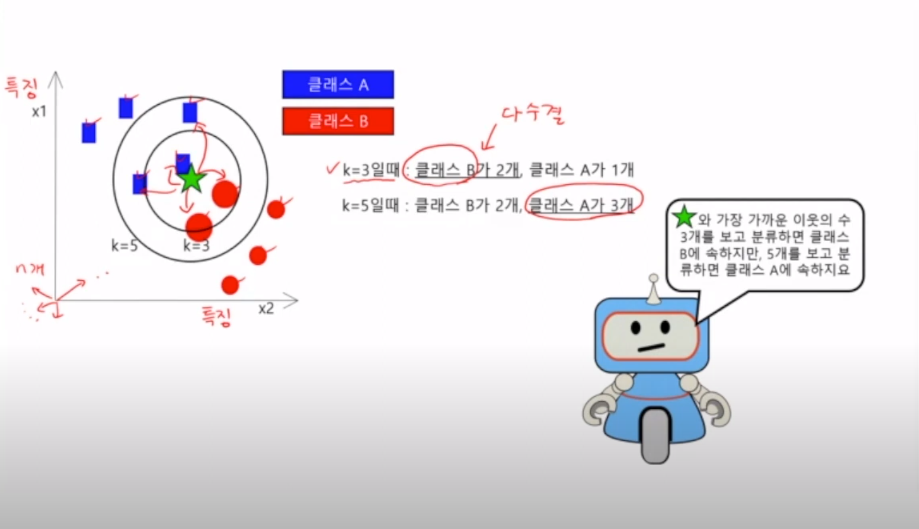 특징
x1
클래스 A
클래스 B
다수결
k=3일때 : 클래스 B가 2개, 클래스 A가 1개
k=5일때 : 클래스 B가 2개, 클래스 A가 3개
와 가장 가까운 이웃의 수
3개를 보고 분류하면 클래스
B에 속하지만, 5개를 보고 분
류하면 클래스 A에 속하지요
k=5
k=3
n개
특징
x2